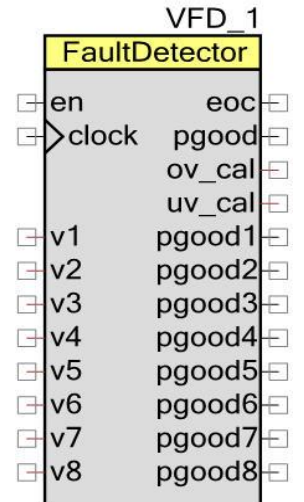 VFD_1
FaultDetector
en eoc
clock pgood
ov_cal
uv_cal
v1 pgood1
v2 pgood2
v3 pgood3
v4 pgood4
v5 pgood5
v6 pgood6
v7 pgood7
v8 pgood8